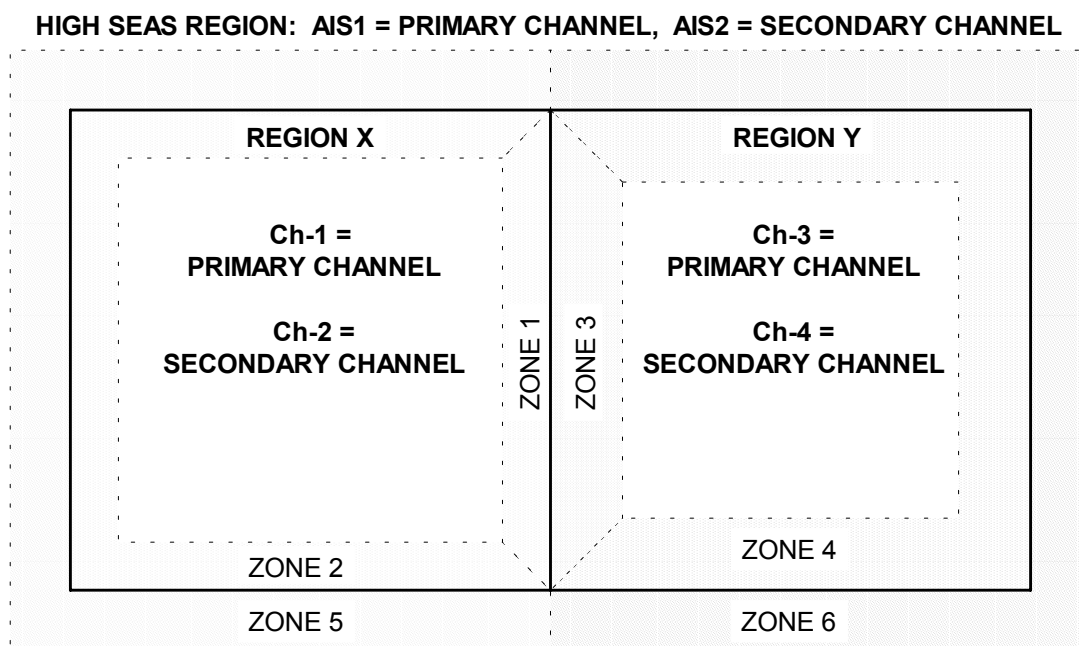 HIGH SEAS REGION: AIS1 = PRIMARY CHANNEL, AIS2 = SECONDARY CHANNEL
REGION X
REGION Y
Ch-1 =
PRIMARY CHANNEL
Ch-2 =
SECONDARY CHANNEL
ZONE 1
ZONE 3
Ch-3 =
PRIMARY CHANNEL
Ch-4 =
SECONDARY CHANNEL
ZONE 2
ZONE 4
ZONE 5
ZONE 6